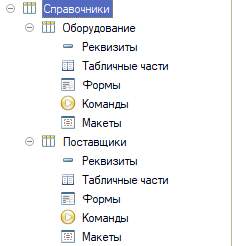 Справочники
Оборудование
Реквизиты
Табличные части
Формы
Команды
Макеты
Поставщики
Реквизиты
Табличные части
Формы
Команды
Макеты